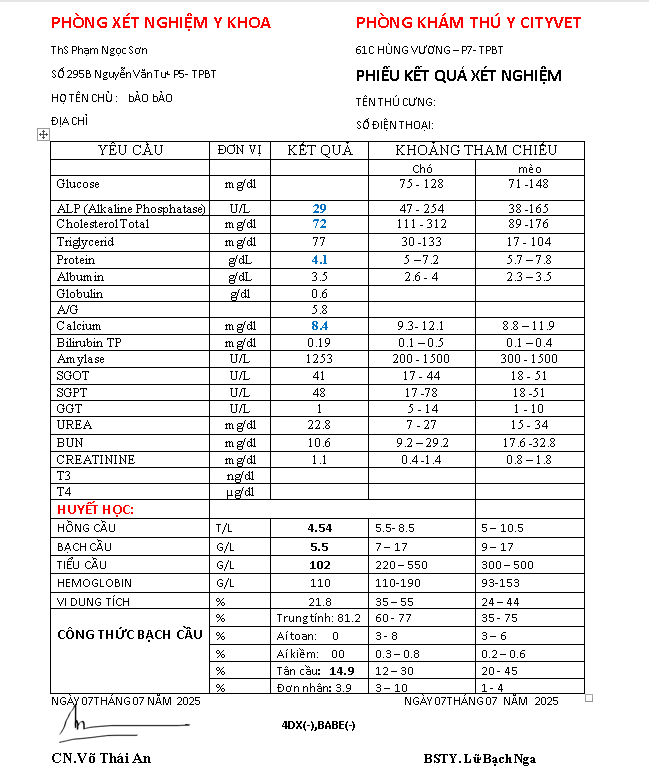 PHÒNG XÉT NGHIỆM Y KHOA
PHÒNG KHÁM THÚ Y CITYVET
ThS Phạm Ngọc Sơn
61C HÙNG VƯƠNG – P7- TPBT
SỐ 295B Nguyễn Văn Tư- P5- TPBT
PHIẾU KẾT QUẢ XÉT NGHIỆM
HỌ TÊN CHỦ : bẢO bẢO
TÊN THÚ CƯNG:
ĐỊA CHỈ
SỐ ĐIỆN THOẠI:
YÊU CẦU ĐƠN VỊ KẾT QUẢ KHOẢNG THAM CHIẾU
Chó mèo
Glucose mg/dl 75 - 128 71 -148
ALP (Alkaline Phosphatase) U/L 29 47 - 254 38 -165
Cholesterol Total mg/dl 72 111 - 312 89 -176
Triglycerid mg/dl 77 30 -133 17 - 104
Protein g/dL 4.1 5 –7.2 5.7 – 7.8
Albumin g/dL 3.5 2.6 - 4 2.3 – 3.5
Globulin g/dl 0.6
A/G 5.8
Calcium mg/dl 8.4 9.3- 12.1 8.8 – 11.9
Bilirubin TP mg/dl 0.19 0.1 – 0.5 0.1 – 0.4
Amylase U/L 1253 200 - 1500 300 - 1500
SGOT U/L 41 17 - 44 18 - 51
SGPT U/L 48 17 -78 18 -51
GGT U/L 1 5 - 14 1 - 10
UREA mg/dl 22.8 7 - 27 15 - 34
BUN mg/dl 10.6 9.2 – 29.2 17.6 -32.8
CREATININE mg/dl 1.1 0.4 -1.4 0.8 – 1.8
T3 ng/dl
T4 µg/dl
HUYẾT HỌC:
HỒNG CẦU T/L 4.54 5.5- 8.5 5 – 10.5
BẠCH CẦU G/L 5.5 7 – 17 9 – 17
TIỂU CẦU G/L 102 220 – 550 300 – 500
HEMOGLOBIN G/L 110 110-190 93-153
VI DUNG TÍCH % 21.8 35 – 55 24 – 44
CÔNG THỨC BẠCH CẦU % Trung tính: 81.2 60 - 77 35 - 75
% Aí toan: 0 3 - 8 3 – 6
% Aí kiềm: 00 0.3 – 0.8 0.2 – 0.6
% Tân cầu: 14.9 12 – 30 20 - 45
% Đơn nhân: 3.9 3 – 10 1- 4
NGÀY 07THÁNG 07 NĂM 2025
NGÀY 07THÁNG 07 NĂM 2025
4DX(-),BABE(-)
CN.Võ Thái An
BSTY. Lữ Bạch Nga